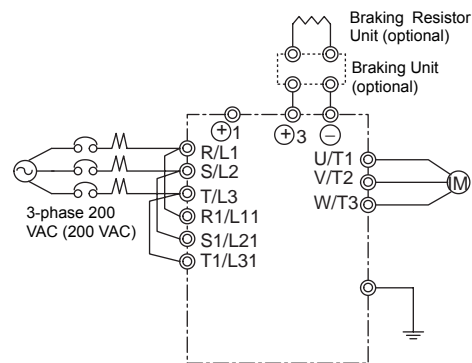 Braking Resistor
Unit (optional)
Braking Unit
(optional)
+1
+3
−
R/L1
S/L2
T/L3
R1/L11
S1/L21
T1/L31
3-phase 200
VAC (200 VAC)
U/T1
V/T2
W/T3
IM